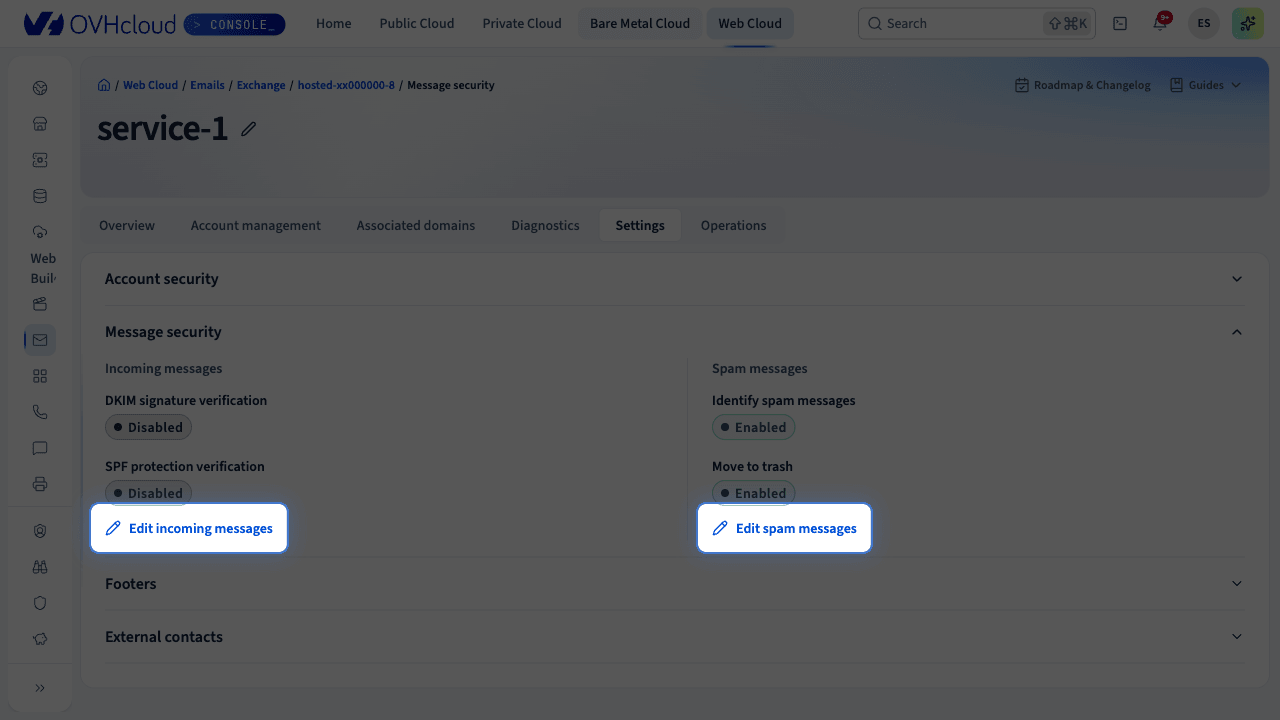 OVHcloud > CONSOLE_ Home Public Cloud Private Cloud Bare Metal Cloud Web Cloud Search ⇧⌘K 9+ ES
/ Web Cloud / Emails / Exchange / hosted-xx000000-8 / Message security Roadmap & Changelog Guides
service-1
Overview Account management Associated domains Diagnostics Settings Operations
Web
Buil
Account security
Message security
Incoming messages Spam messages
DKIM signature verification Identify spam messages
Disabled Enabled
SPF protection verification Move to trash
Disabled Enabled
Edit incoming messages Edit spam messages
Footers
External contacts